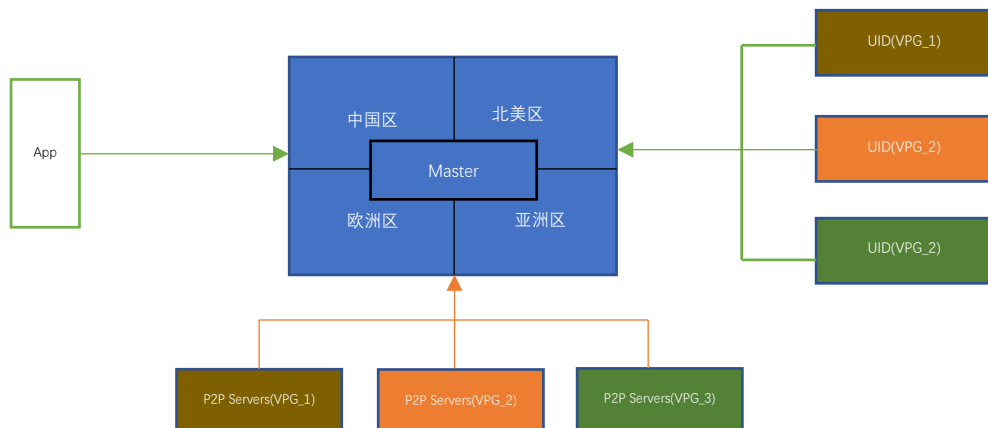 UID(VPG_1)
中国区
北美区
App
UID(VPG_2)
Master
欧洲区
亚洲区
UID(VPG_2)
P2P Servers(VPG_1)
P2P Servers(VPG_2)
P2P Servers(VPG_3)